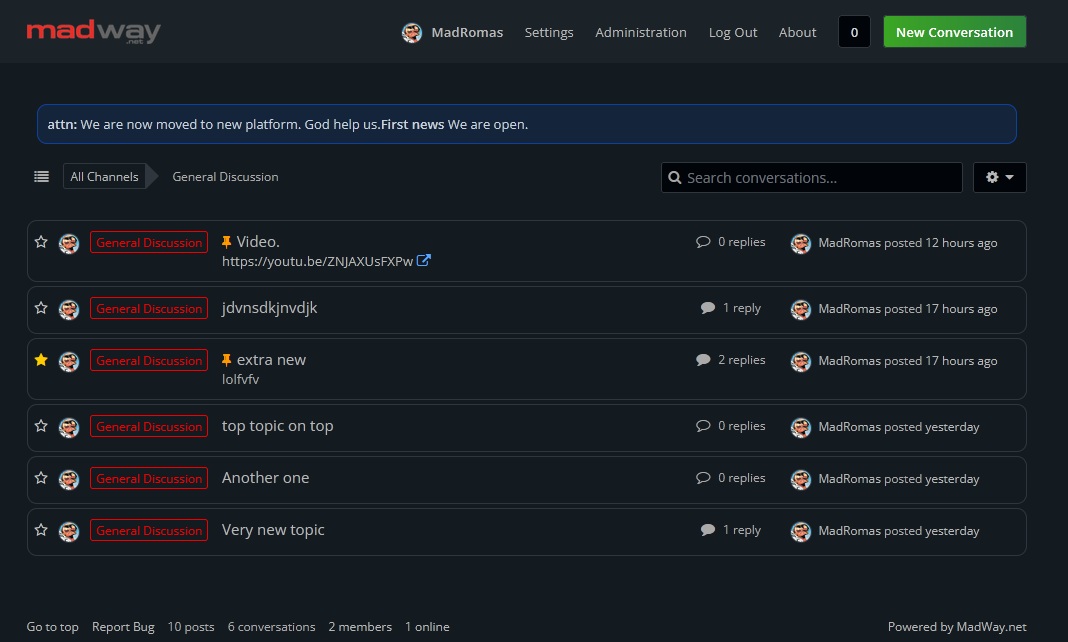 madway .net MadRomas Settings Administration Log Out About 0 New Conversation
attn: We are now moved to new platform. God help us.First news We are open.
All Channels General Discussion Search conversations...
General Discussion Video. 0 replies MadRomas posted 12 hours ago
https://youtu.be/ZNJAXUsFXPw
General Discussion jdvnsdkjnvdjk 1 reply MadRomas posted 17 hours ago
General Discussion extra new 2 replies MadRomas posted 17 hours ago
lolfvfv
General Discussion top topic on top 0 replies MadRomas posted yesterday
General Discussion Another one 0 replies MadRomas posted yesterday
General Discussion Very new topic 1 reply MadRomas posted yesterday
Go to top Report Bug 10 posts 6 conversations 2 members 1 online Powered by MadWay.net